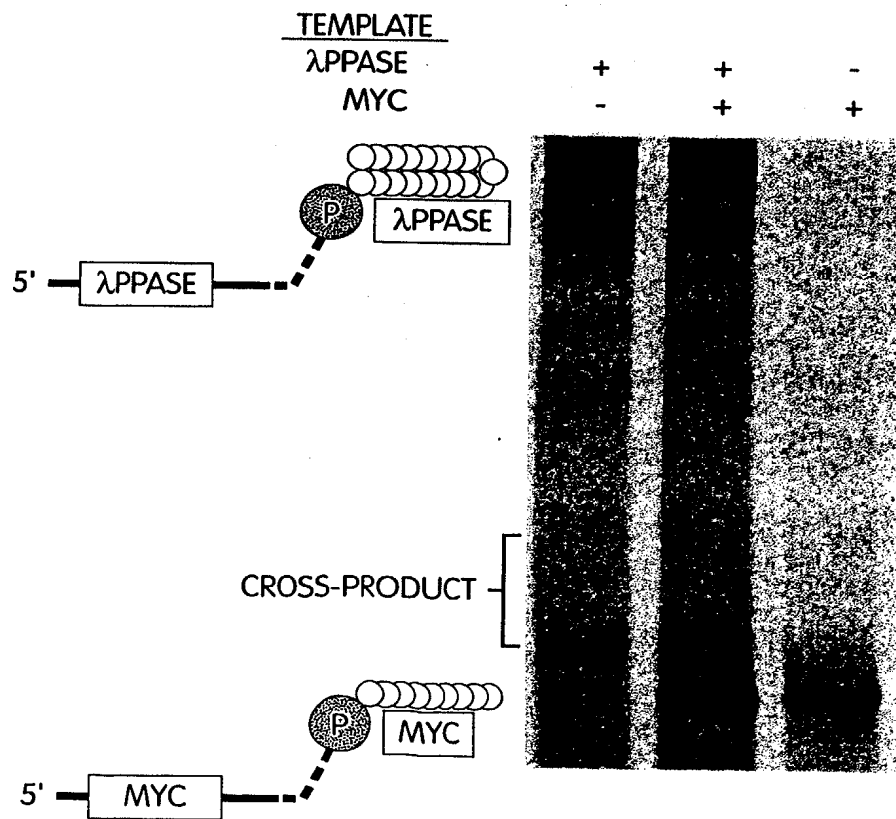 TEMPLATE
λPPASE + + -
MYC - + +
P
λPPASE
5' λPPASE
CROSS-PRODUCT
P
MYC
5' MYC